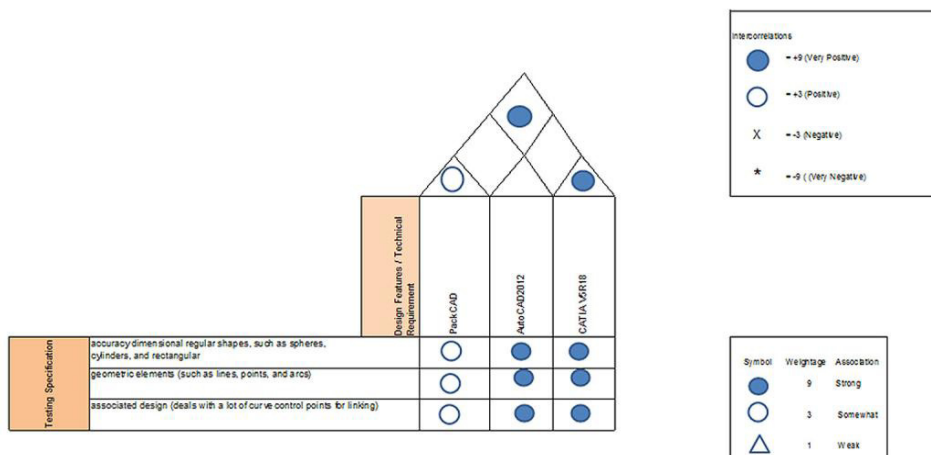 Intercorrelations
= +9 (Very Positive)
= +3 (Positive)
X = -3 (Negative)
* = -9 ( (Very Negative)
Design Features / Technical
Requirement
PackCAD
AutoCAD2012
CATIA V5R18
Testing Specification
accuracy dimensional regular shapes, such as spheres,
cylinders, and rectangular
geometric elements (such as lines, points, and arcs)
associated design (deals with a lot of curve control points for linking)
Symbol Weightage Association
9 Strong
3 Somewhat
1 Weak